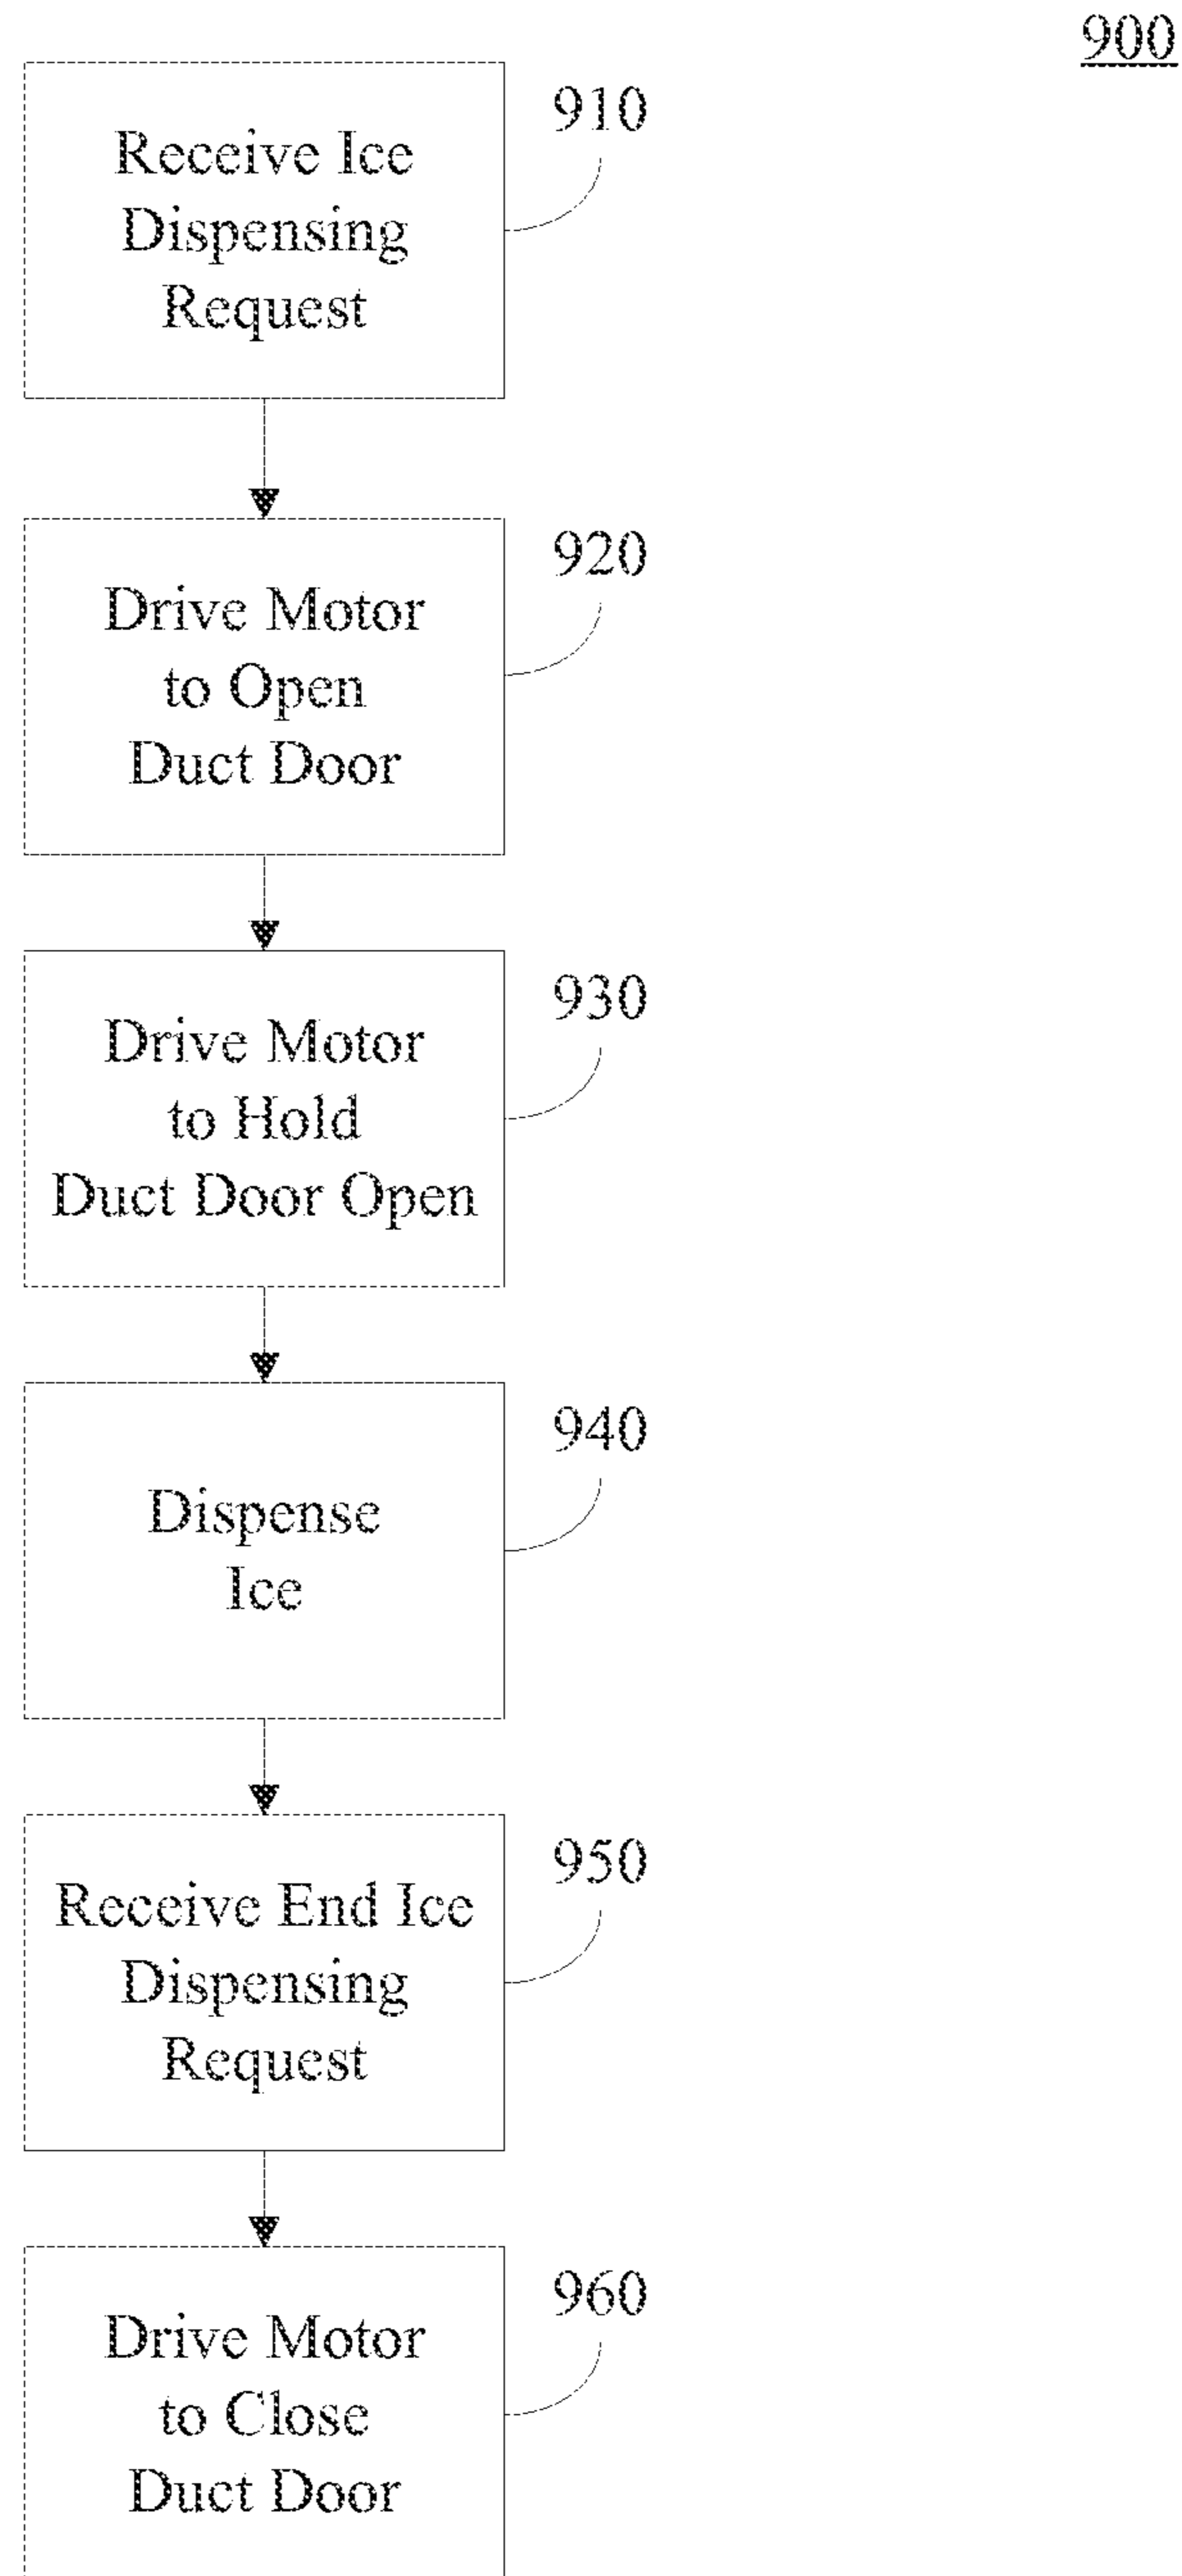 900
910
Receive Ice
Dispensing
Request
920
Drive Motor
to Open
Duct Door
930
Drive Motor
to Hold
Duct Door Open
940
Dispense
Ice
950
Receive End Ice
Dispensing
Request
960
Drive Motor
to Close
Duct Door